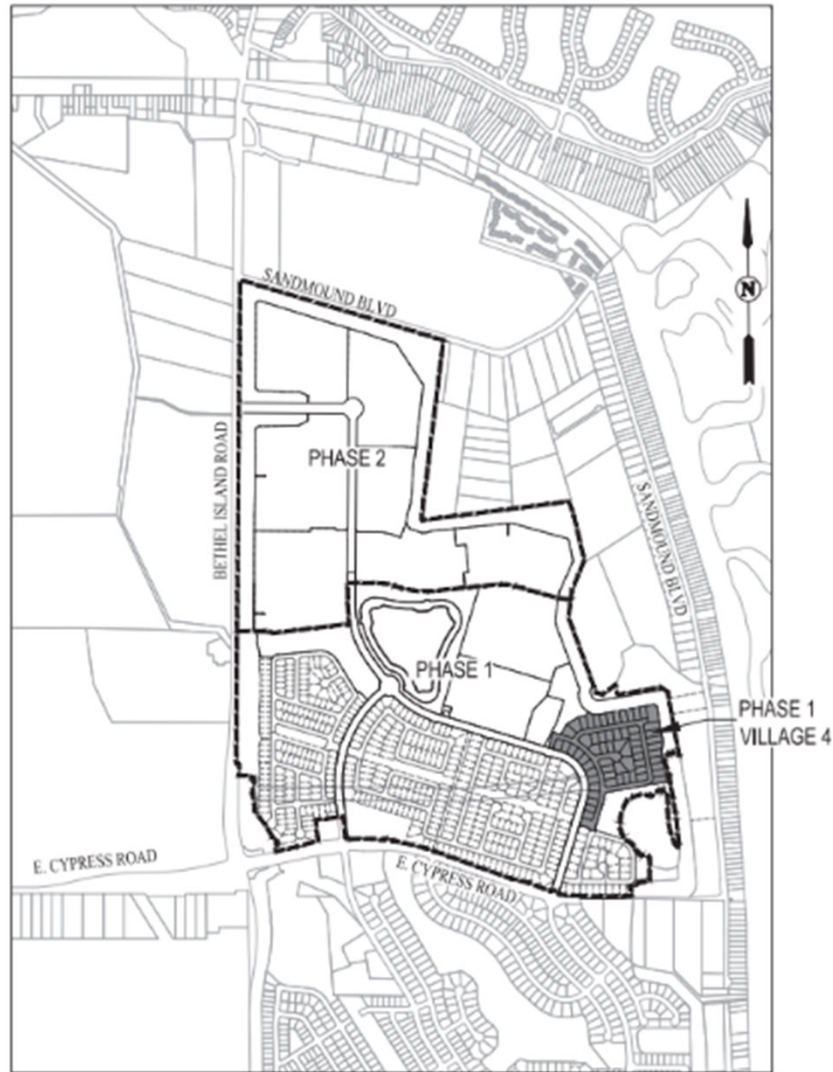 N
SANDMOUND BLVD
PHASE 2
BETHEL ISLAND ROAD
SANDMOUND BLVD
PHASE 1
PHASE 1
VILLAGE 4
E. CYPRESS ROAD
E. CYPRESS ROAD